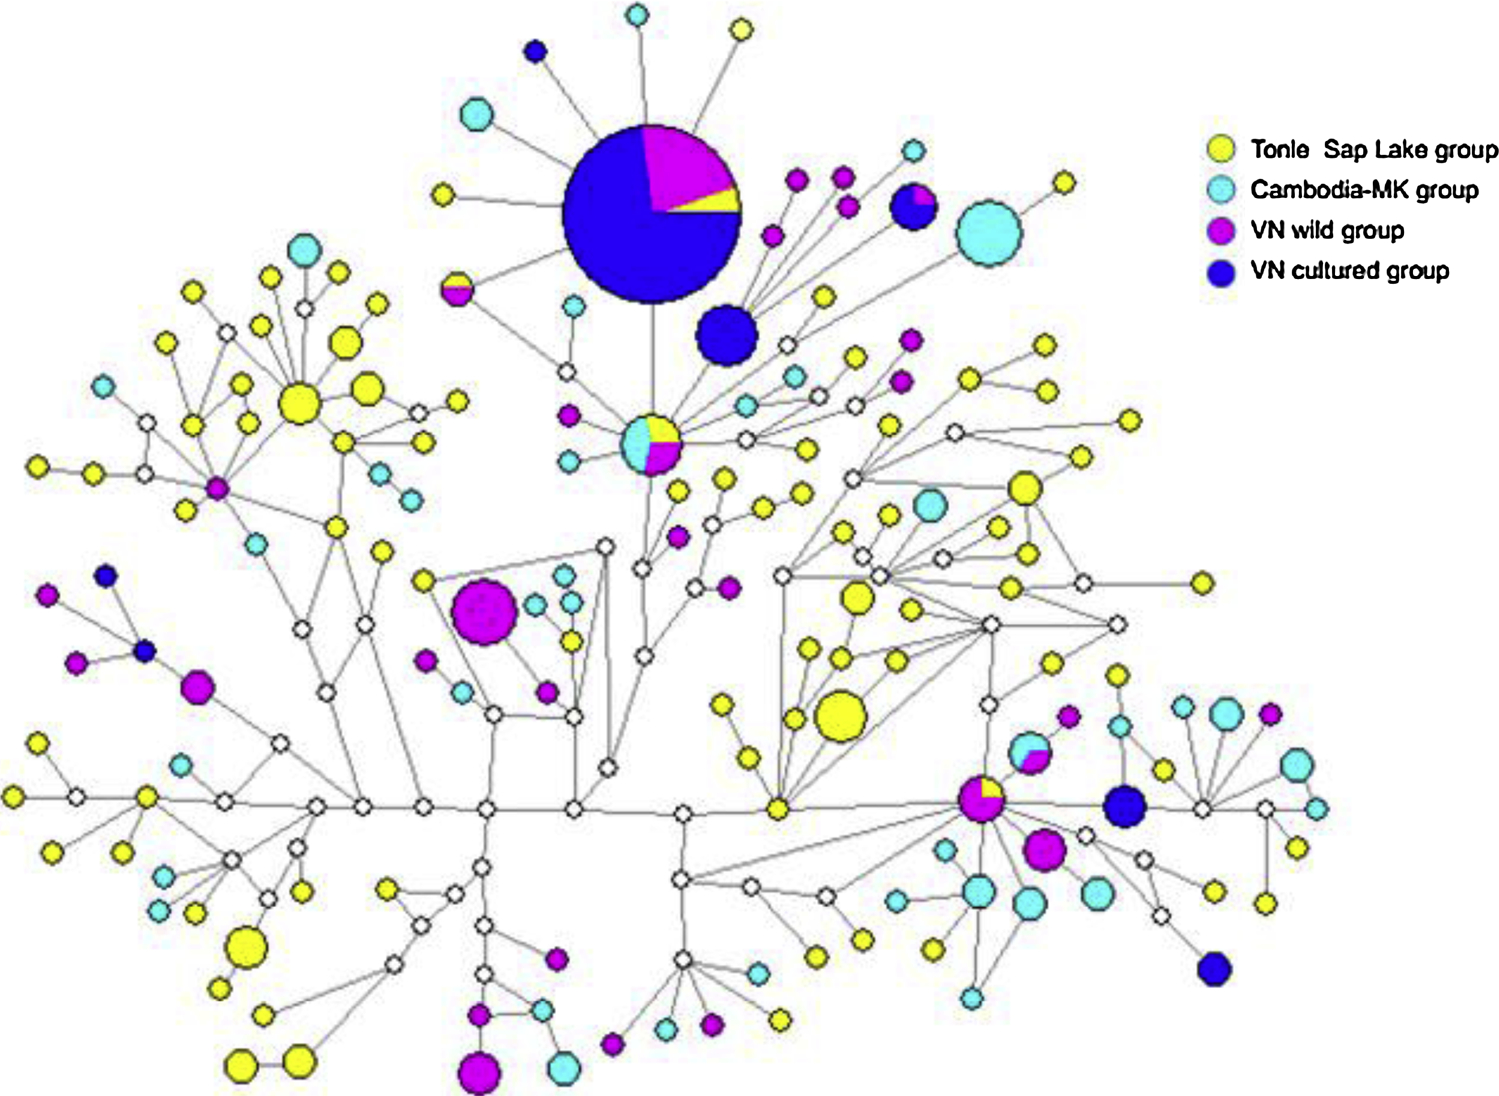 Tonle Sap Lake group
Cambodia-MK group
VN wild group
VN cultured group